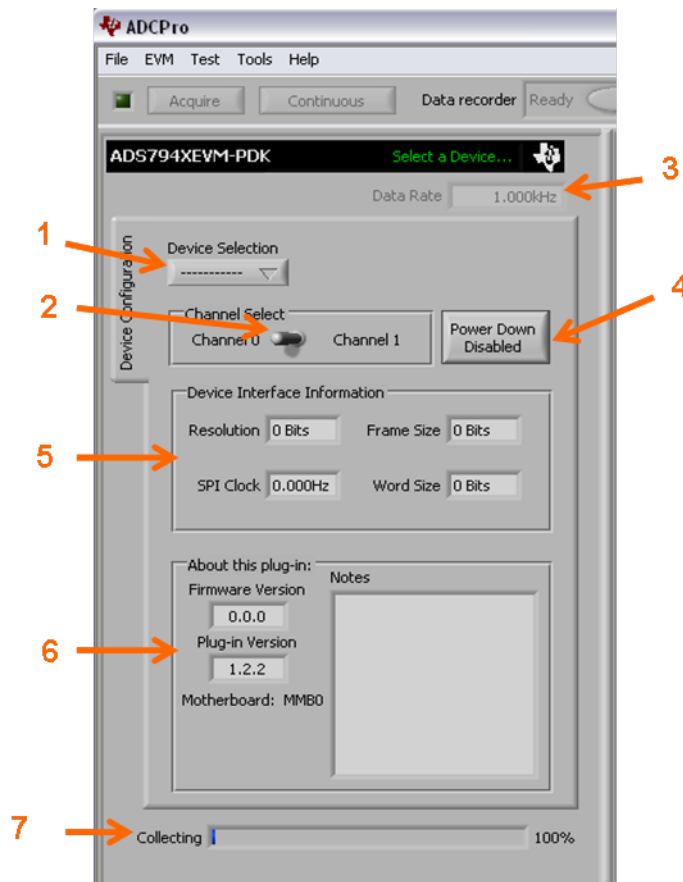 ADCPro
File EVM Test Tools Help
Acquire Continuous Data recorder Ready
ADS794XEVM-PDK Select a Device...
3
Data Rate 1.000kHz
1
Device Configuration
Device Selection
-----------
4
2
Channel Select
Channel 0 Channel 1
Power Down
Disabled
Device Interface Information
Resolution 0 Bits Frame Size 0 Bits
5
SPI Clock 0.000Hz Word Size 0 Bits
About this plug-in:
Notes
Firmware Version
0.0.0
6
Plug-in Version
1.2.2
Motherboard: MMB0
7
Collecting 100%